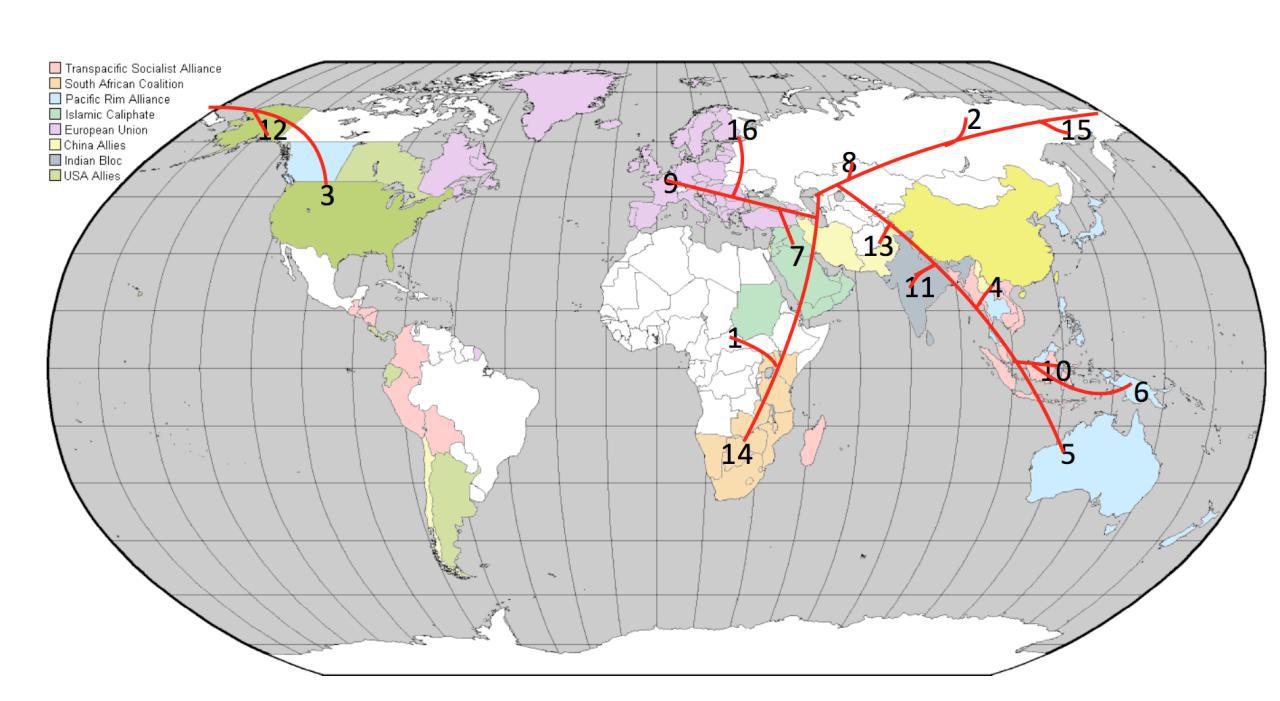 Transpacific Socialist Alliance
South African Coalition
Pacific Rim Alliance
Islamic Caliphate
European Union
China Allies
Indian Bloc
USA Allies
12
3
16
2
15
8
9
7
13
11
4
1
10
6
14
5